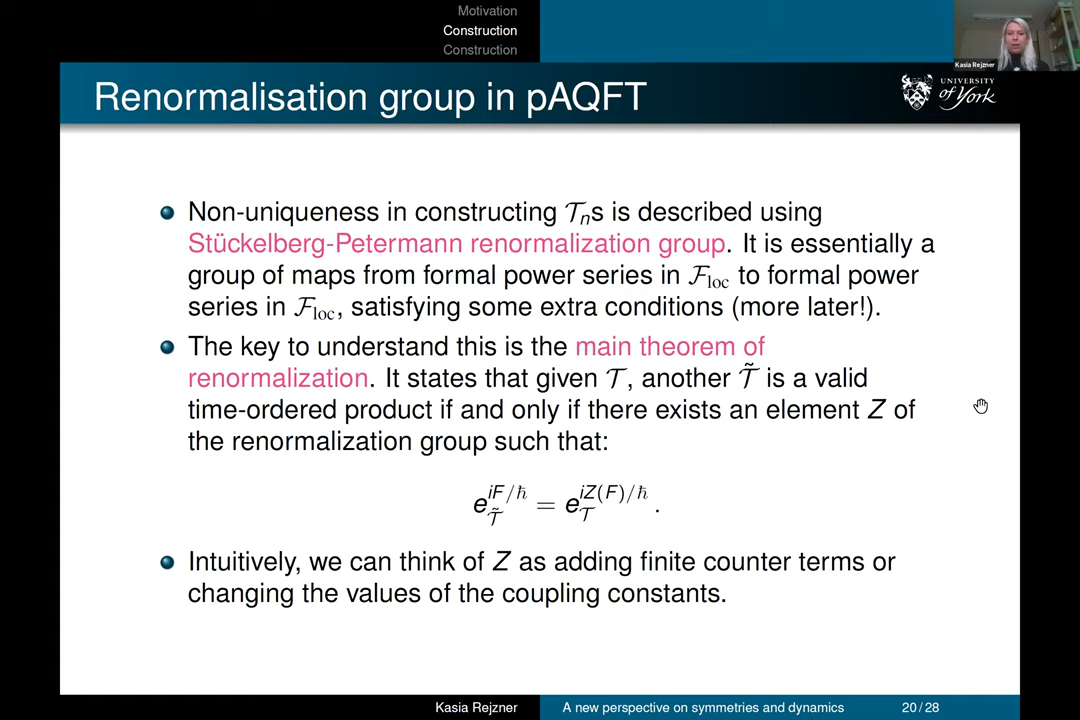 Motivation
Construction
Construction
Kasia Rejzner
Renormalisation group in pAQFT
UNIVERSITY
of York
Non-uniqueness in constructing 𝒯ₙs is described using
Stückelberg-Petermann renormalization group. It is essentially a
group of maps from formal power series in ℱ_loc to formal power
series in ℱ_loc, satisfying some extra conditions (more later!).
The key to understand this is the main theorem of
renormalization. It states that given 𝒯, another 𝒯̃ is a valid
time-ordered product if and only if there exists an element Z of
the renormalization group such that:
e_𝒯̃^{iF/ħ} = e_𝒯^{iZ(F)/ħ}.
Intuitively, we can think of Z as adding finite counter terms or
changing the values of the coupling constants.
Kasia Rejzner
A new perspective on symmetries and dynamics
20/28